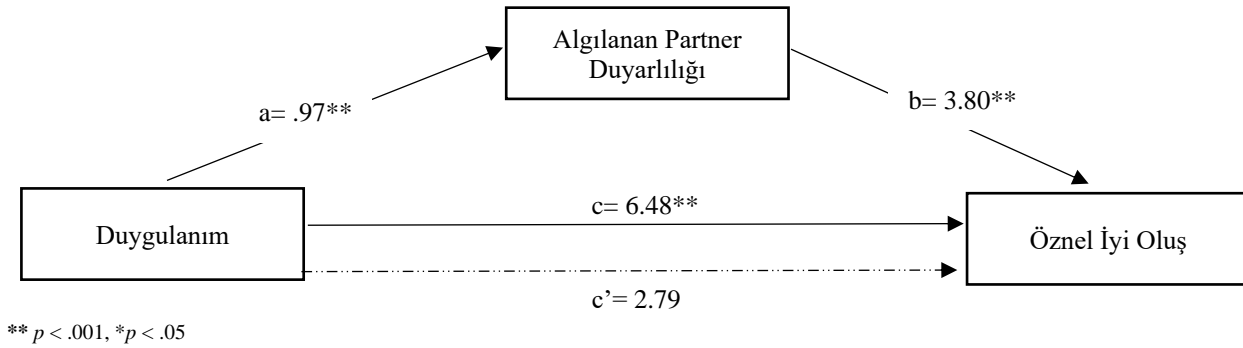 Algılanan Partner
Duyarlılığı
a= .97**
b= 3.80**
c= 6.48**
Duygulanım
Öznel İyi Oluş
c’= 2.79
** p < .001, *p < .05